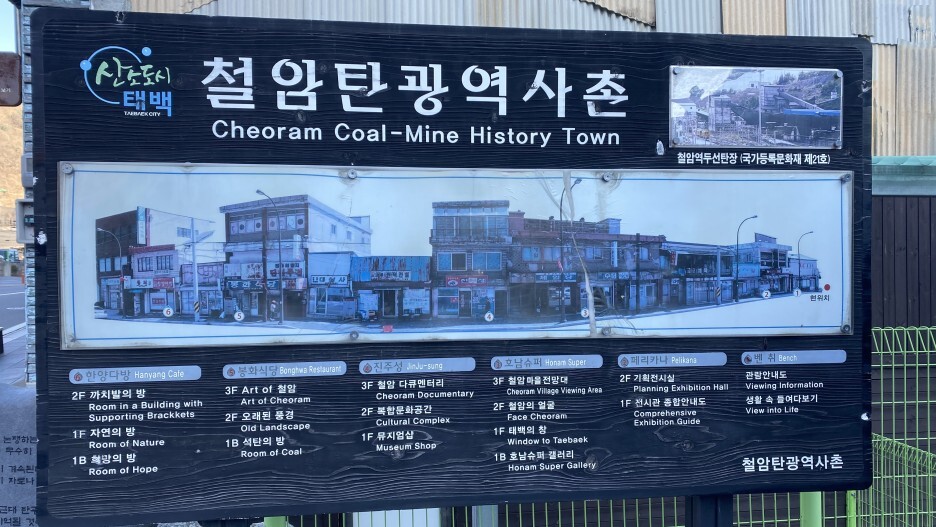 산소도시
태백
TAEBAEK CITY
철암탄광역사촌
Cheoram Coal-Mine History Town
철암역두선탄장 (국가등록문화재 제21호)
현위치
6
5
4
3
2
1
한양다방 Hanyang Cafe
2F 까치발의 방
Room in a Building with
Supporting Brackkets
1F 자연의 방
Room of Nature
1B 희망의 방
Room of Hope
봉화식당 Bonghwa Restaurant
3F Art of 철암
Art of Cheoram
2F 오래된 풍경
Old Landscape
1B 석탄의 방
Room of Coal
진주성 JinJu-sung
3F 철암 다큐멘터리
Cheoram Documentary
2F 복합문화공간
Cultural Complex
1F 뮤지엄샵
Museum Shop
호남슈퍼 Honam Super
3F 철암마을전망대
Cheoram Village Viewing Area
2F 철암의 얼굴
Face Cheoram
1F 태백의 창
Window to Taebaek
1B 호남슈퍼 갤러리
Honam Super Gallery
페리카나 Pelikana
2F 기획전시실
Planning Exhibition Hall
1F 전시관 종합안내도
Comprehensive
Exhibition Guide
벤 취 Bench
관람안내도
Viewing Information
생활 속 들여다보기
View into Life
철암탄광역사촌